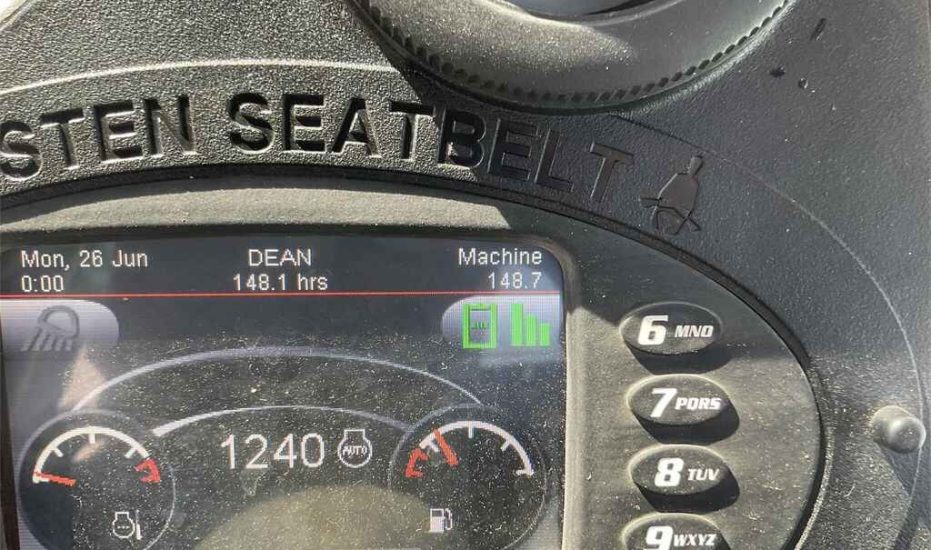 STEN SEATBELT
Mon, 26 Jun DEAN Machine
0:00 148.1 hrs 148.7
1240 AUTO
6 MNO
7 PQRS
8 TUV
9 WXYZ